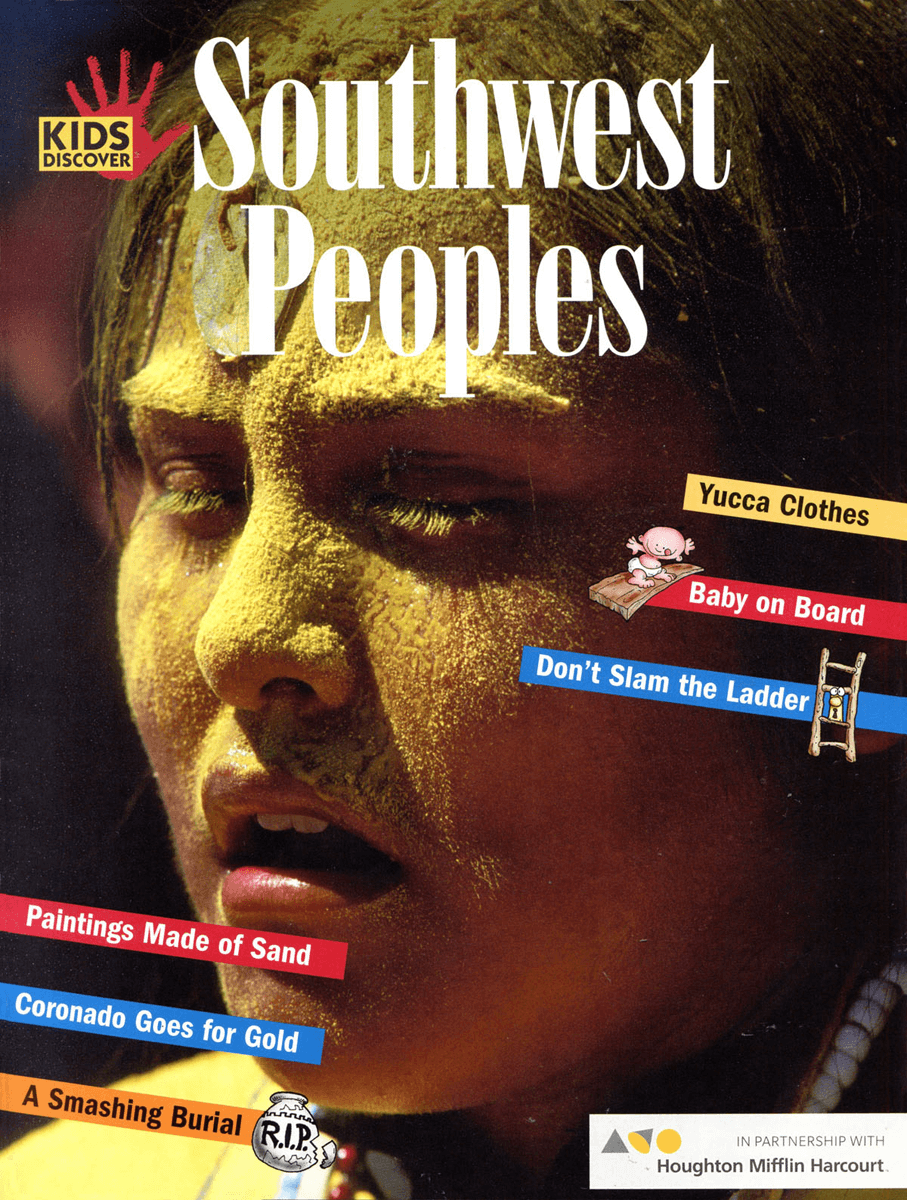 KIDS
DISCOVER
Southwest
Peoples
Yucca Clothes
Baby on Board
Don't Slam the Ladder
Paintings Made of Sand
Coronado Goes for Gold
A Smashing Burial
R.I.P.
IN PARTNERSHIP WITH
Houghton Mifflin Harcourt